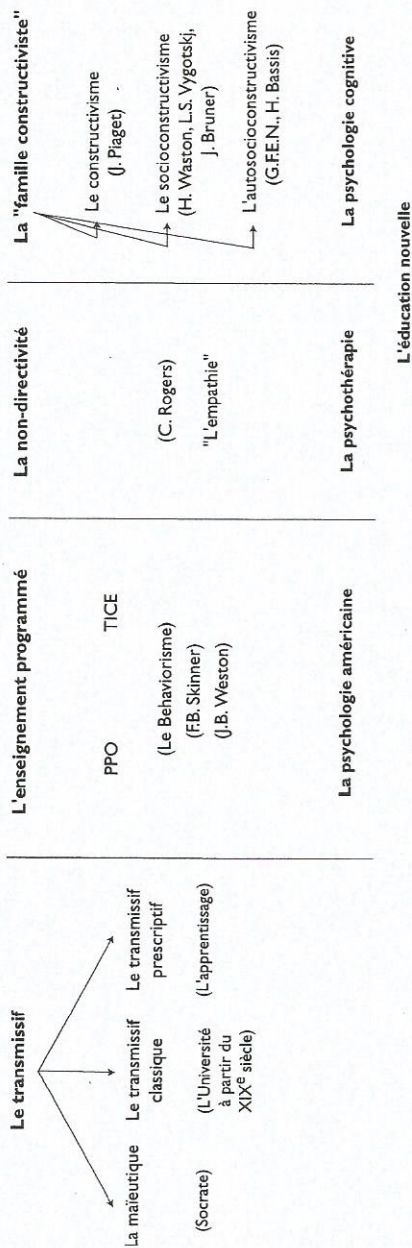 Le transmissif
La maïeutique
(Socrate)
Le transmissif
classique
(L'Université
à partir du
XIXe siècle)
Le transmissif
prescriptif
(L'apprentissage)
L'enseignement programmé
PPO
TICE
(Le Behaviorisme)
(F.B. Skinner)
(J.B. Weston)
La psychologie américaine
La non-directivité
(C. Rogers)
"L'empathie"
La psychothérapie
La "famille constructiviste"
Le constructivisme
(J. Piaget)
Le socioconstructivisme
(H. Waston, L.S. Vygotskj,
J. Bruner)
L'autosocioconstructivisme
(G.F.E.N., H. Bassis)
La psychologie cognitive
L'éducation nouvelle